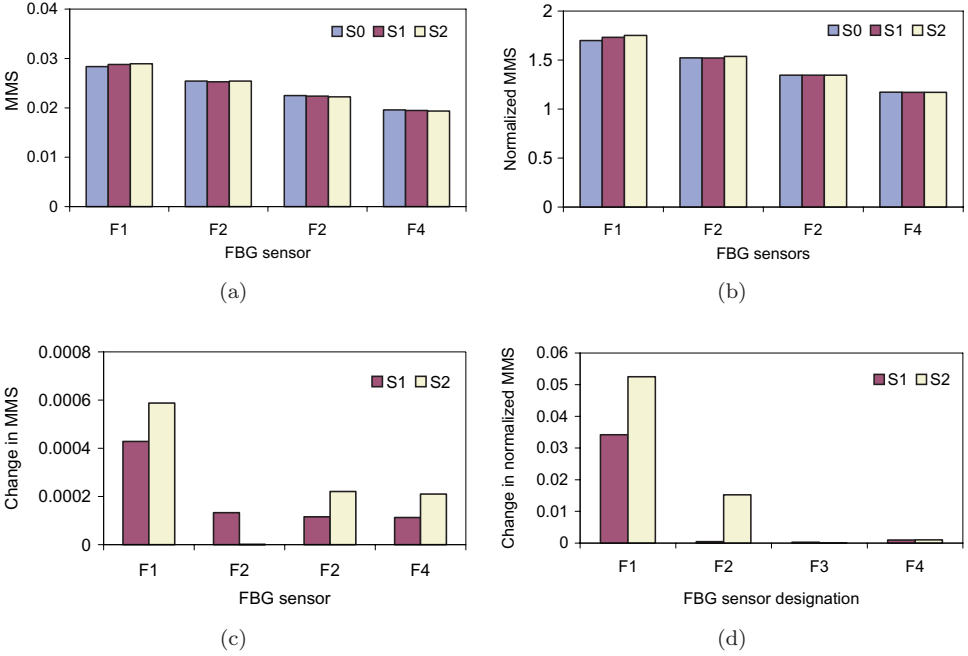 0.04
0.03
0.02
0.01
0
MMS
S0 S1 S2
F1 F2 F2 F4
FBG sensor
(a)
2
1.5
1
0.5
0
Normalized MMS
S0 S1 S2
F1 F2 F2 F4
FBG sensors
(b)
0.0008
0.0006
0.0004
0.0002
0
Change in MMS
S1 S2
F1 F2 F2 F4
FBG sensor
(c)
0.06
0.05
0.04
0.03
0.02
0.01
0
Change in normalized MMS
S1 S2
F1 F2 F3 F4
FBG sensor designation
(d)